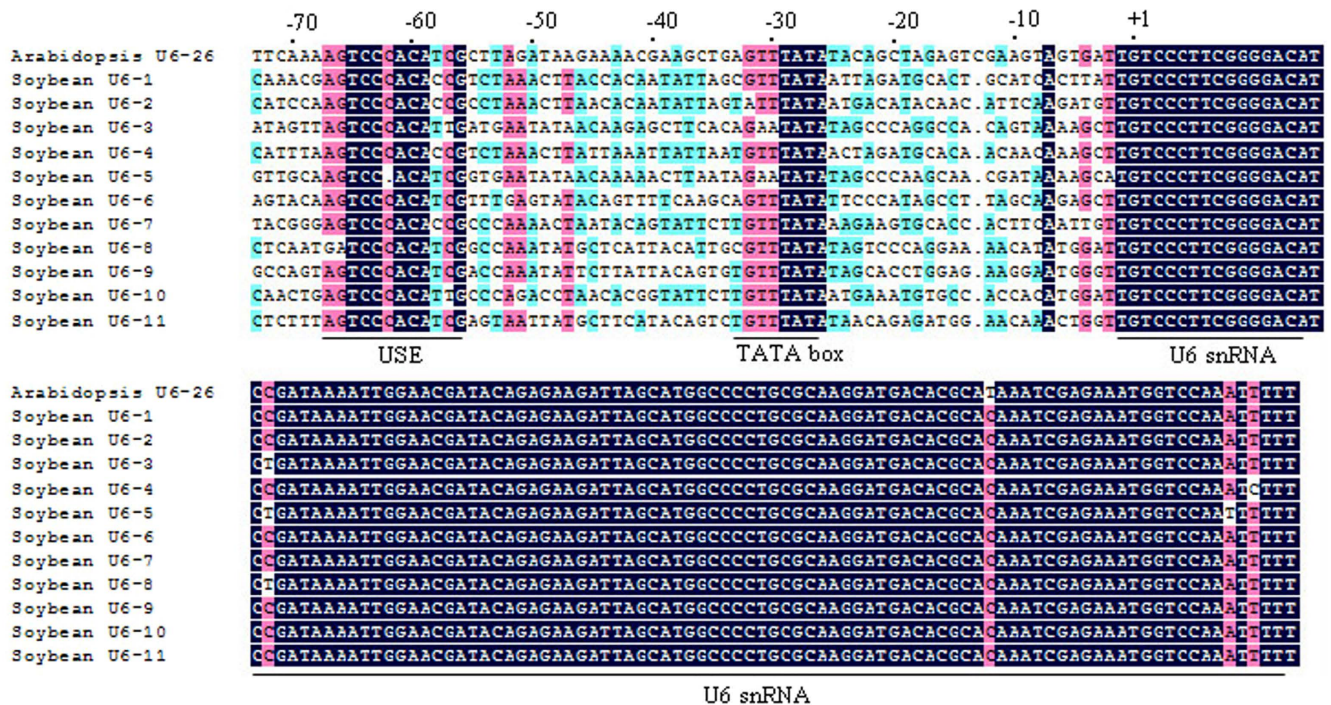 -70 -60 -50 -40 -30 -20 -10 +1
Arabidopsis U6-26 TTCAAAAGTCCCACATCGCTTAGATAAGAAAACGAAGCTGAGTTTATATACAGCTAGAGTCGAAGTAGTGATTGTCCCTTCGGGGACAT
Soybean U6-1 CAAACGAGTCCCACATCGTCTAAACTTACCACAATATTAGCGTTTATAATTAGATGCACT.GCATCACTTATTGTCCCTTCGGGGACAT
Soybean U6-2 CATCCAAGTCCCACACCGCCTAAACTTAACACAATATTAGTATTTATAATGACATACAAC.ATTCAAGATGTTGTCCCTTCGGGGACAT
Soybean U6-3 ATAGTTAGTCCCACATTGATGAATATAACAAGAGCTTCACAGAATATATAGCCCAGGCCA.CAGTAAAAGCTTGTCCCTTCGGGGACAT
Soybean U6-4 CATTTAAGTCCCACACCGTCTAAACTTATTAAATTATTAATGTTTATAACTAGATGCACA.ACAACAAAGCTTGTCCCTTCGGGGACAT
Soybean U6-5 GTTGCAAGTCC.ACATCGGTGAATATAACAAAAACTTAATAGAATATATAGCCCAAGCAA.CGATAAAAGCATGTCCCTTCGGGGACAT
Soybean U6-6 AGTACAAGTCCCACATCGTTTGAGTATACAGTTTTCAAGCAGTTTATATTCCCATAGCCT.TAGCAAGAGCTTGTCCCTTCGGGGACAT
Soybean U6-7 TACGGGAGTCCCACATCGCCCAAAACTAATACAGTATTCTTGTTTATAAAGAAGTGCACC.ACTTCAATTGTTGTCCCTTCGGGGACAT
Soybean U6-8 CTCAATGATCCCACATCGGCCAAATATGCTCATTACATTGCGTTTATATAGTCCCAGGAA.AACATATGGATTGTCCCTTCGGGGACAT
Soybean U6-9 GCCAGTAGTCCCACATCGACCAAATATTCTTATTACAGTGTGTTTATATAGCACCTGGAG.AAGGAATGGGTTGTCCCTTCGGGGACAT
Soybean U6-10 CAACTGAGTCCCACATTGCCCAGACCTAACACGGTATTCTTGTTTATAATGAAATGTGCC.ACCACATGGATTGTCCCTTCGGGGACAT
Soybean U6-11 CTCTTTAGTCCCACATCGAGTAATTATGCTTCATACAGTCTGTTTATATAACAGAGATGG.AACAAACTGGTTGTCCCTTCGGGGACAT
USE TATA box U6 snRNA
Arabidopsis U6-26 CCGATAAAATTGGAACGATACAGAGAAGATTAGCATGGCCCCTGCGCAAGGATGACACGCATAAATCGAGAAATGGTCCAAATTTTT
Soybean U6-1 CCGATAAAATTGGAACGATACAGAGAAGATTAGCATGGCCCCTGCGCAAGGATGACACGCACAAATCGAGAAATGGTCCAAATTTTT
Soybean U6-2 CCGATAAAATTGGAACGATACAGAGAAGATTAGCATGGCCCCTGCGCAAGGATGACACGCACAAATCGAGAAATGGTCCAAATTTTT
Soybean U6-3 CTGATAAAATTGGAACGATACAGAGAAGATTAGCATGGCCCCTGCGCAAGGATGACACGCACAAATCGAGAAATGGTCCAAATTTTT
Soybean U6-4 CCGATAAAATTGGAACGATACAGAGAAGATTAGCATGGCCCCTGCGCAAGGATGACACGCACAAATCGAGAAATGGTCCAAATCTTT
Soybean U6-5 CTGATAAAATTGGAACGATACAGAGAAGATTAGCATGGCCCCTGCGCAAGGATGACACGCACAAATCGAGAAATGGTCCAATTTTTT
Soybean U6-6 CCGATAAAATTGGAACGATACAGAGAAGATTAGCATGGCCCCTGCGCAAGGATGACACGCACAAATCGAGAAATGGTCCAAATTTTT
Soybean U6-7 CCGATAAAATTGGAACGATACAGAGAAGATTAGCATGGCCCCTGCGCAAGGATGACACGCACAAATCGAGAAATGGTCCAAATTTTT
Soybean U6-8 CTGATAAAATTGGAACGATACAGAGAAGATTAGCATGGCCCCTGCGCAAGGATGACACGCACAAATCGAGAAATGGTCCAAATTTTT
Soybean U6-9 CCGATAAAATTGGAACGATACAGAGAAGATTAGCATGGCCCCTGCGCAAGGATGACACGCACAAATCGAGAAATGGTCCAAATTTTT
Soybean U6-10 CCGATAAAATTGGAACGATACAGAGAAGATTAGCATGGCCCCTGCGCAAGGATGACACGCACAAATCGAGAAATGGTCCAAATTTTT
Soybean U6-11 CCGATAAAATTGGAACGATACAGAGAAGATTAGCATGGCCCCTGCGCAAGGATGACACGCACAAATCGAGAAATGGTCCAAATTTTT
U6 snRNA